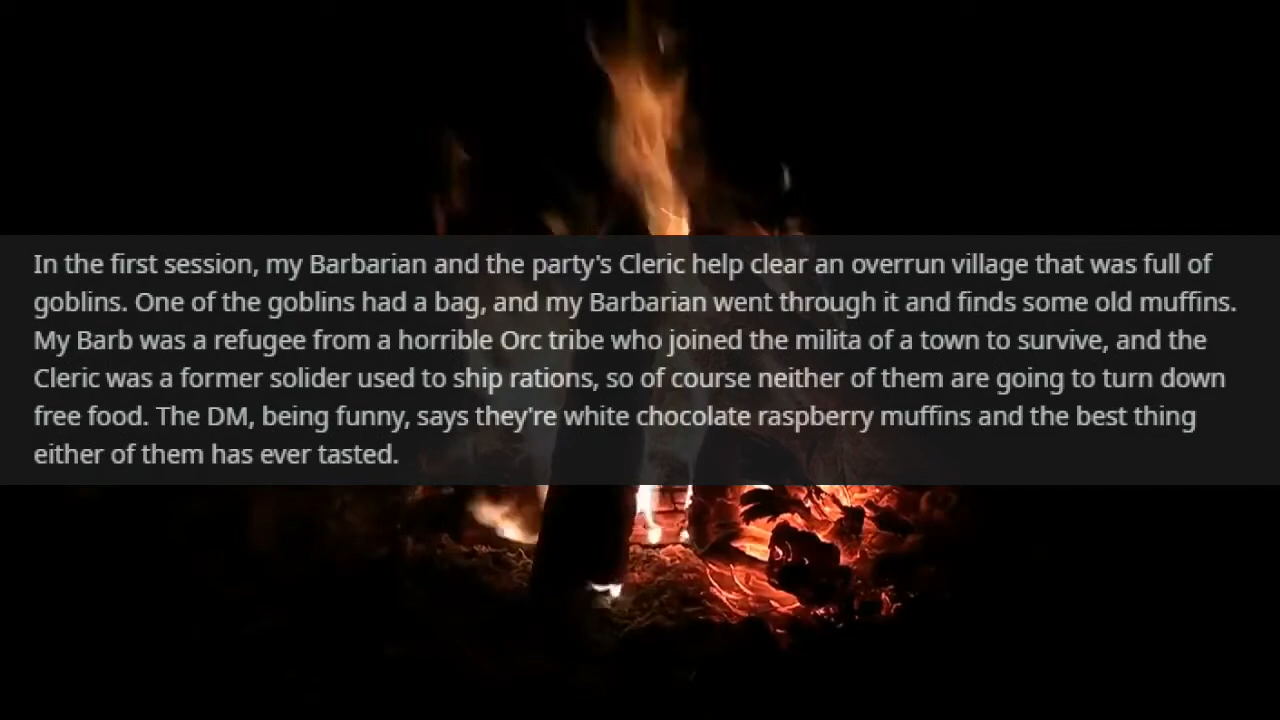 In the first session, my Barbarian and the party's Cleric help clear an overrun village that was full of
goblins. One of the goblins had a bag, and my Barbarian went through it and finds some old muffins.
My Barb was a refugee from a horrible Orc tribe who joined the milita of a town to survive, and the
Cleric was a former solider used to ship rations, so of course neither of them are going to turn down
free food. The DM, being funny, says they're white chocolate raspberry muffins and the best thing
either of them has ever tasted.